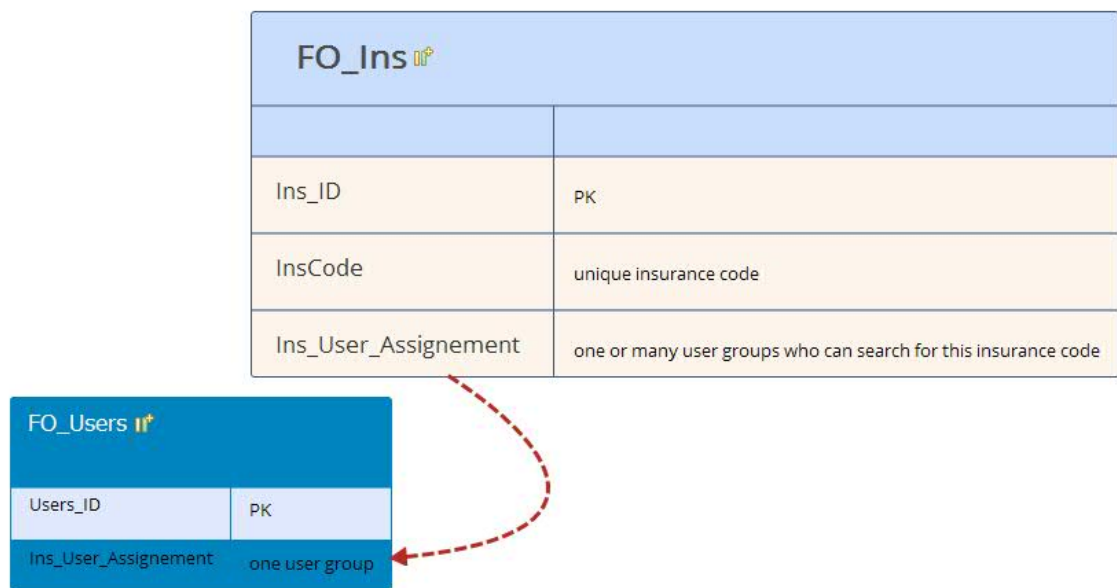 FO_Ins
Ins_ID PK
InsCode unique insurance code
Ins_User_Assignement one or many user groups who can search for this insurance code
FO_Users
Users_ID PK
Ins_User_Assignement one user group